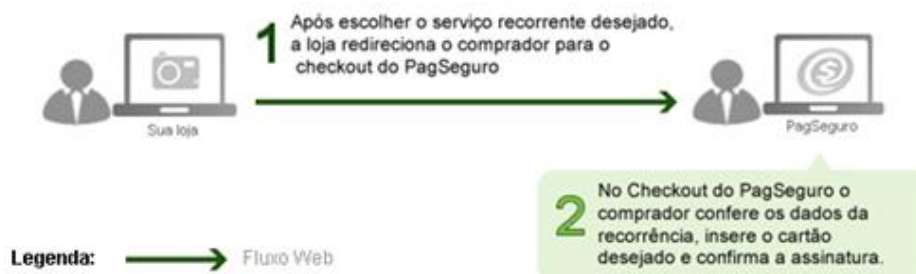 1
Após escolher o serviço recorrente desejado,
a loja redireciona o comprador para o
checkout do PagSeguro
Sua loja
PagSeguro
2
No Checkout do PagSeguro o
comprador confere os dados da
recorrência, insere o cartão
desejado e confirma a assinatura.
Legenda:
Fluxo Web